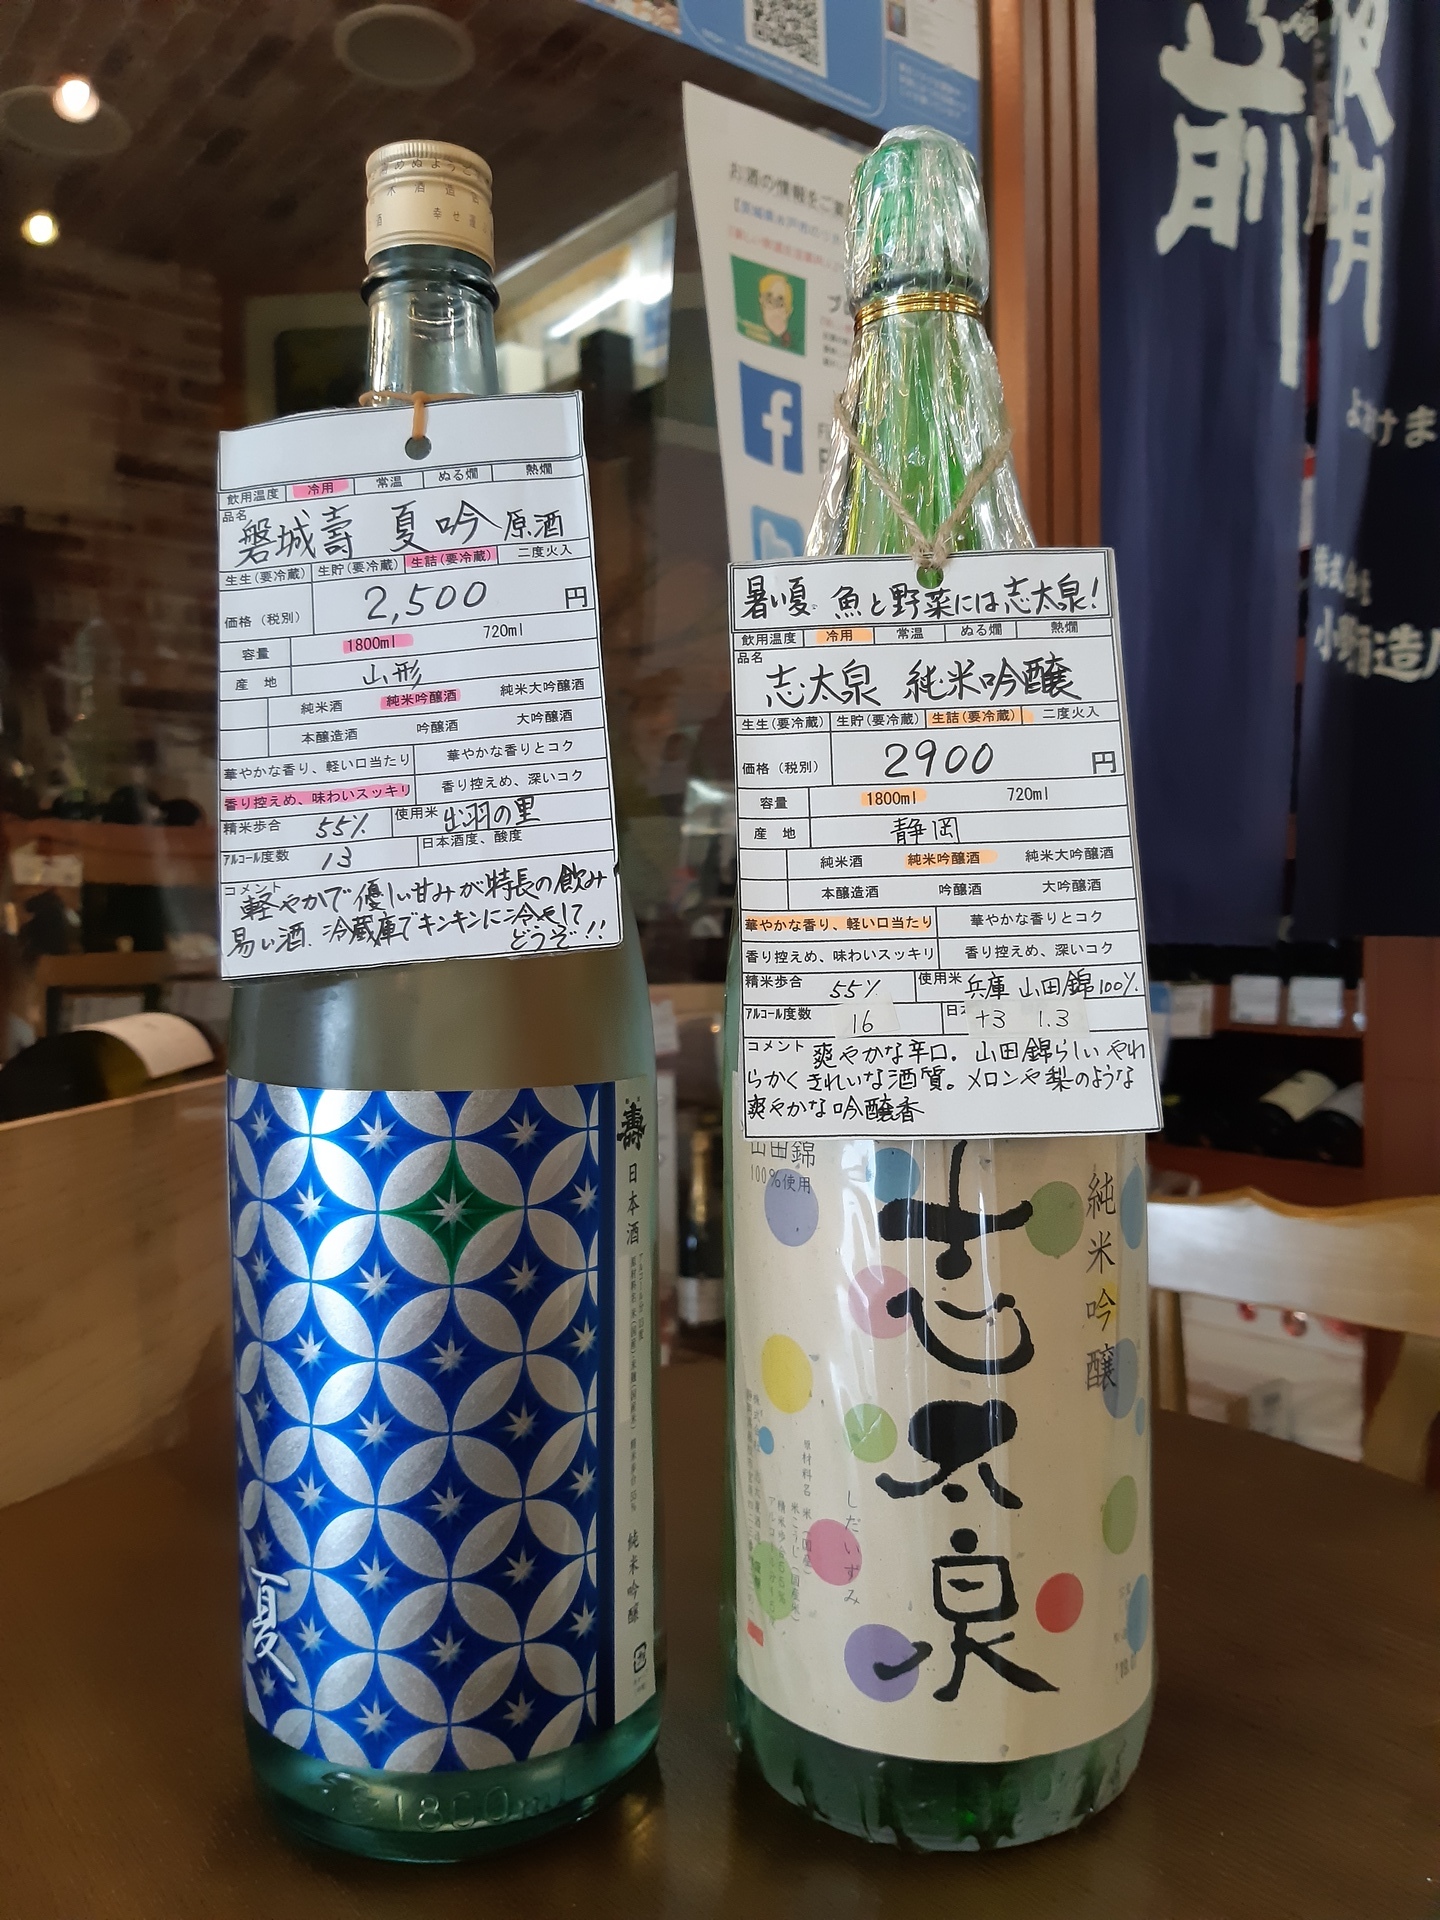 飲用温度 冷用 常温 ぬる燗 熱燗
品名 磐城壽 夏吟 原酒
生生(要冷蔵) 生貯(要冷蔵) 生詰(要冷蔵) 二度火入
価格(税別) 2,500 円
容量 1800ml 720ml
産地 山形
純米酒 純米吟醸酒 純米大吟醸酒
本醸造酒 吟醸酒 大吟醸酒
華やかな香り、軽い口当たり 華やかな香りとコク
香り控えめ、味わいスッキリ 香り控えめ、深いコク
精米歩合 55% 使用米 出羽の里
アルコール度数 13 日本酒度、酸度
コメント 軽やかで優しい甘みが特長の飲み
易い酒、冷蔵庫でキンキンに冷やして
どうぞ!!
壽
日本酒
純米吟醸
夏
1800ml
暑い夏、魚と野菜には志太泉!
飲用温度 冷用 常温 ぬる燗 熱燗
品名
志太泉 純米吟醸
生生(要冷蔵) 生貯(要冷蔵) 生詰(要冷蔵) 二度火入
価格(税別) 2900 円
容量 1800ml 720ml
産地 静岡
純米酒 純米吟醸酒 純米大吟醸酒
本醸造酒 吟醸酒 大吟醸酒
華やかな香り、軽い口当たり 華やかな香りとコク
香り控えめ、味わいスッキリ 香り控えめ、深いコク
精米歩合 55% 使用米 兵庫 山田錦100%
アルコール度数 16 日 +3 1.3
コメント 爽やかな辛口。山田錦らしいやわ
らかくきれいな酒質。メロンや梨のような
爽やかな吟醸香
山田錦
100%使用
志太泉
純米吟醸
しだいずみ
お酒の情報をご案
f
前
株式会社